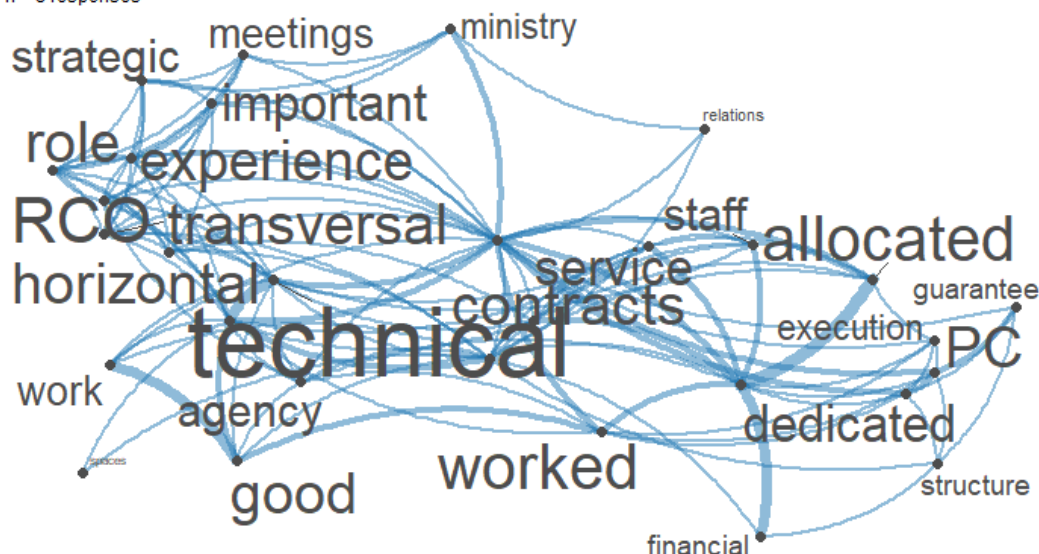 meetings
ministry
strategic
important
relations
role
experience
staff
RCO
transversal
allocated
service
horizontal
guarantee
contracts
execution
technical
PC
work
agency
dedicated
worked
spaces
good
structure
financial